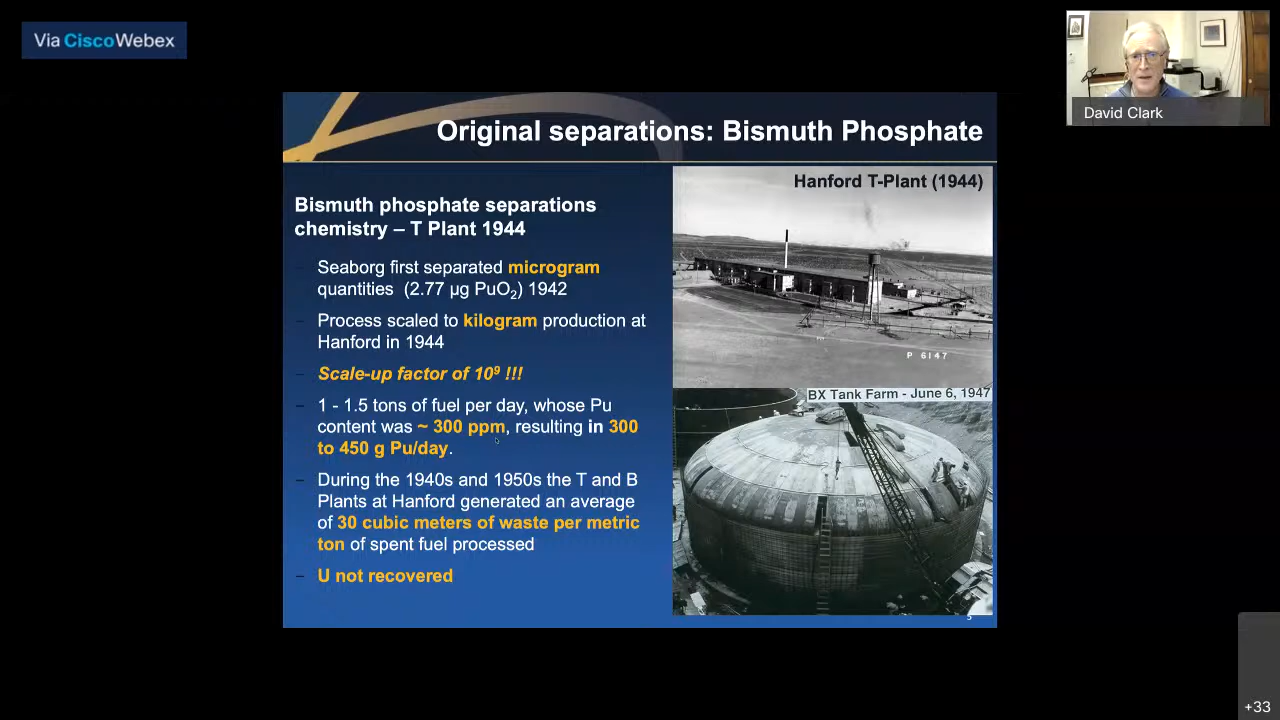 Via CiscoWebex
David Clark
Original separations: Bismuth Phosphate
Hanford T-Plant (1944)
Bismuth phosphate separations
chemistry – T Plant 1944
– Seaborg first separated microgram
quantities (2.77 µg PuO₂) 1942
– Process scaled to kilogram production at
Hanford in 1944
– Scale-up factor of 10⁹ !!!
– 1 - 1.5 tons of fuel per day, whose Pu
content was ~ 300 ppm, resulting in 300
to 450 g Pu/day.
– During the 1940s and 1950s the T and B
Plants at Hanford generated an average
of 30 cubic meters of waste per metric
ton of spent fuel processed
– U not recovered
P 6147
BX Tank Farm - June 6, 1947
5
+33